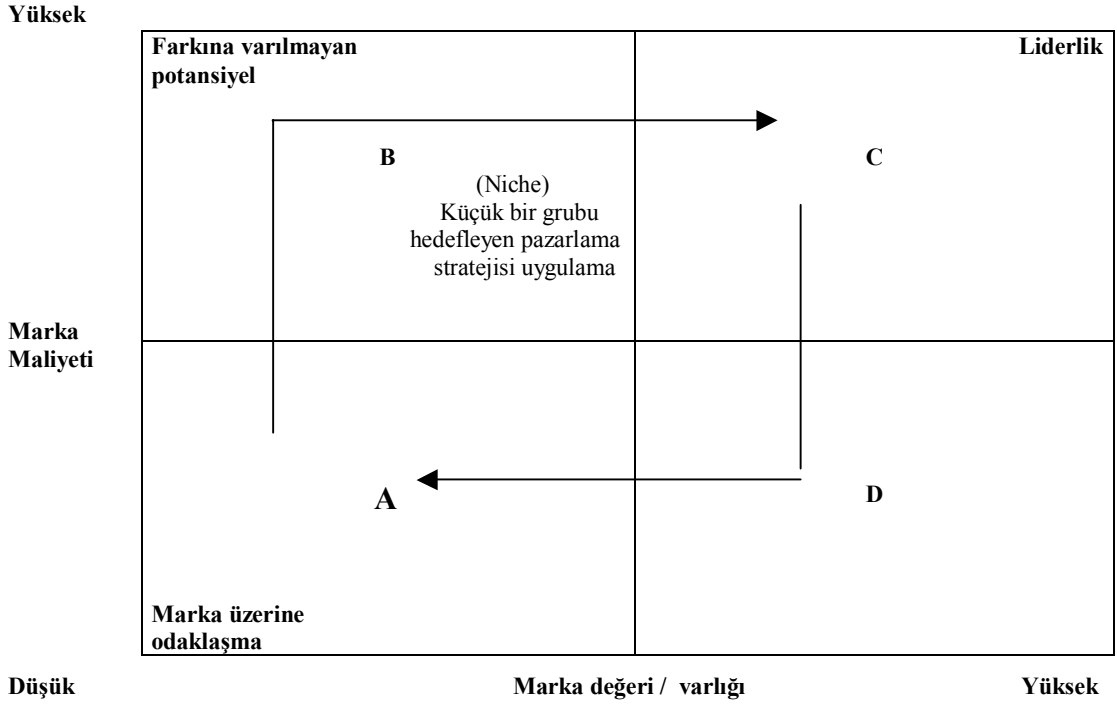 Yüksek
Farkına varılmayan
potansiyel
Liderlik
B
C
(Niche)
Küçük bir grubu
hedefleyen pazarlama
stratejisi uygulama
Marka
Maliyeti
A
D
Marka üzerine
odaklaşma
Düşük Marka değeri / varlığı Yüksek